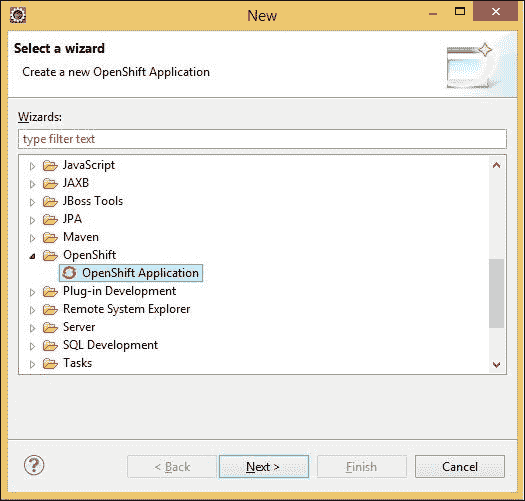 New
Select a wizard
Create a new OpenShift Application
Wizards:
type filter text
JavaScript
JAXB
JBoss Tools
JPA
Maven
OpenShift
OpenShift Application
Plug-in Development
Remote System Explorer
Server
SQL Development
Tasks
?
< Back
Next >
Finish
Cancel